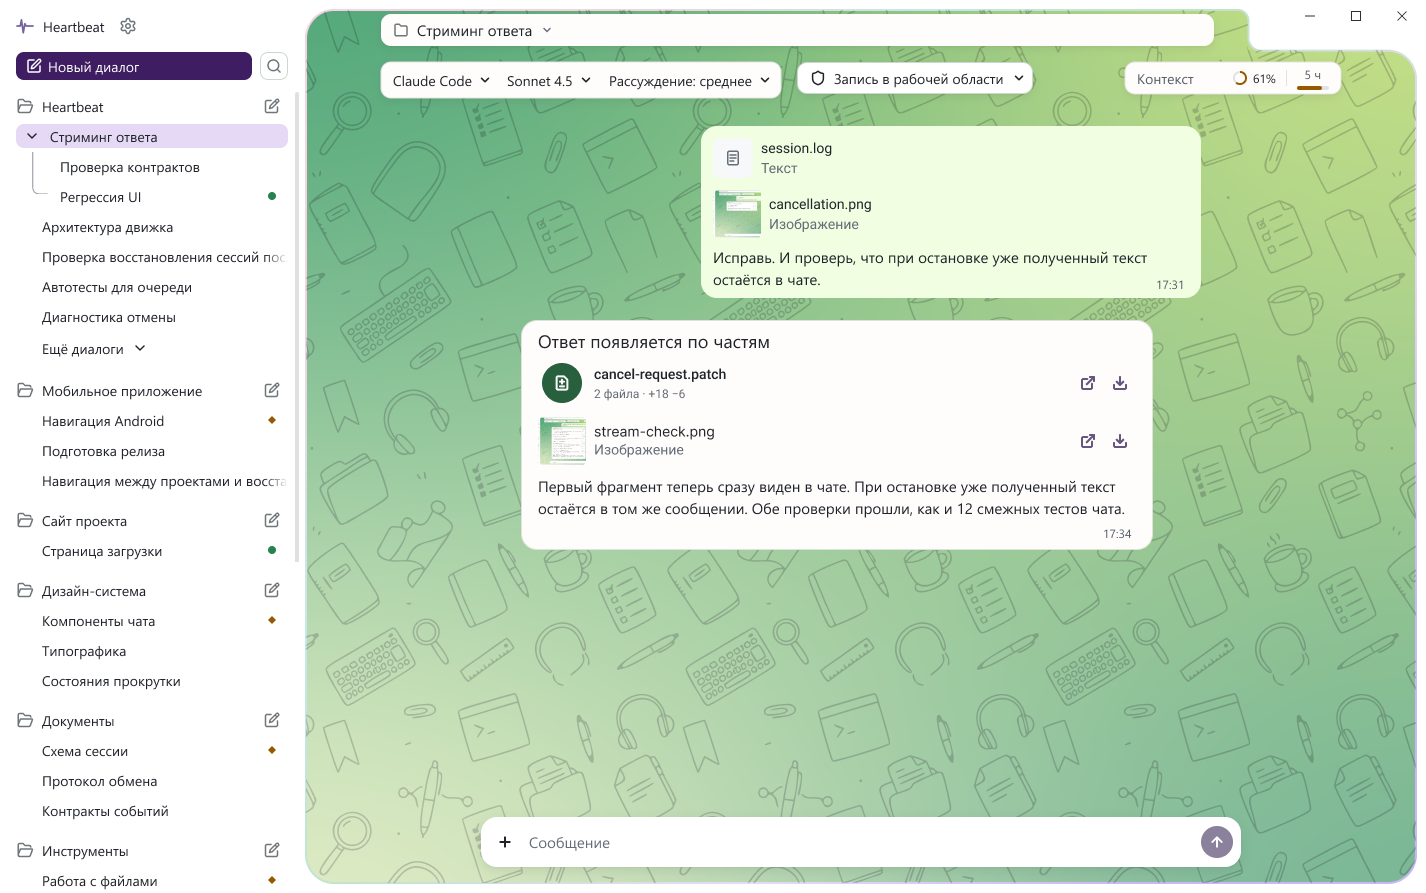 Heartbeat
Новый диалог
Heartbeat
Стриминг ответа
Проверка контрактов
Регрессия UI
Архитектура движка
Проверка восстановления сессий пос
Автотесты для очереди
Диагностика отмены
Ещё диалоги
Мобильное приложение
Навигация Android
Подготовка релиза
Навигация между проектами и восста
Сайт проекта
Страница загрузки
Дизайн-система
Компоненты чата
Типографика
Состояния прокрутки
Документы
Схема сессии
Протокол обмена
Контракты событий
Инструменты
Работа с файлами
Стриминг ответа
Claude Code Sonnet 4.5 Рассуждение: среднее Запись в рабочей области Контекст 61% 5 ч
session.log
Текст
cancellation.png
Изображение
Исправь. И проверь, что при остановке уже полученный текст
остаётся в чате.
17:31
Ответ появляется по частям
cancel-request.patch
2 файла · +18 −6
stream-check.png
Изображение
Первый фрагмент теперь сразу виден в чате. При остановке уже полученный текст
остаётся в том же сообщении. Обе проверки прошли, как и 12 смежных тестов чата.
17:34
Сообщение